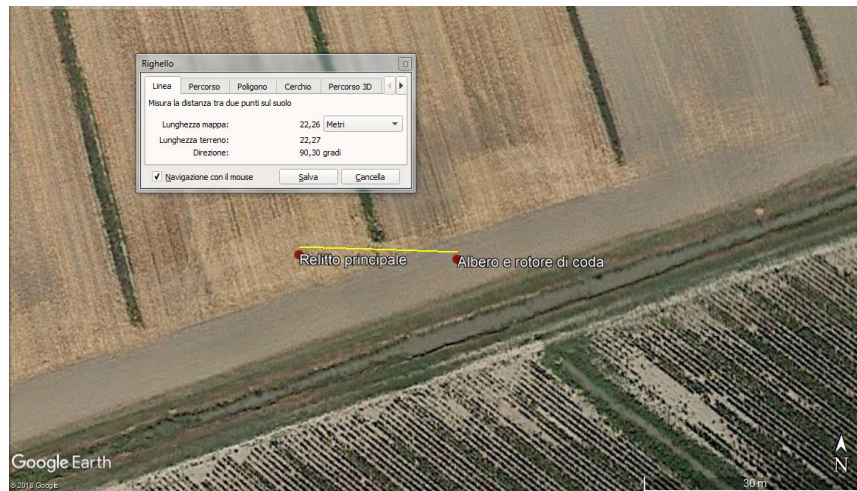 Righello
Linea Percorso Poligono Cerchio Percorso 3D
Misura la distanza tra due punti sul suolo
Lunghezza mappa: 22,26 Metri
Lunghezza terreno: 22,27
Direzione: 90,30 gradi
Navigazione con il mouse Salva Cancella
Relitto principale Albero e rotore di coda
Google Earth
© 2018 Google
N
30 m